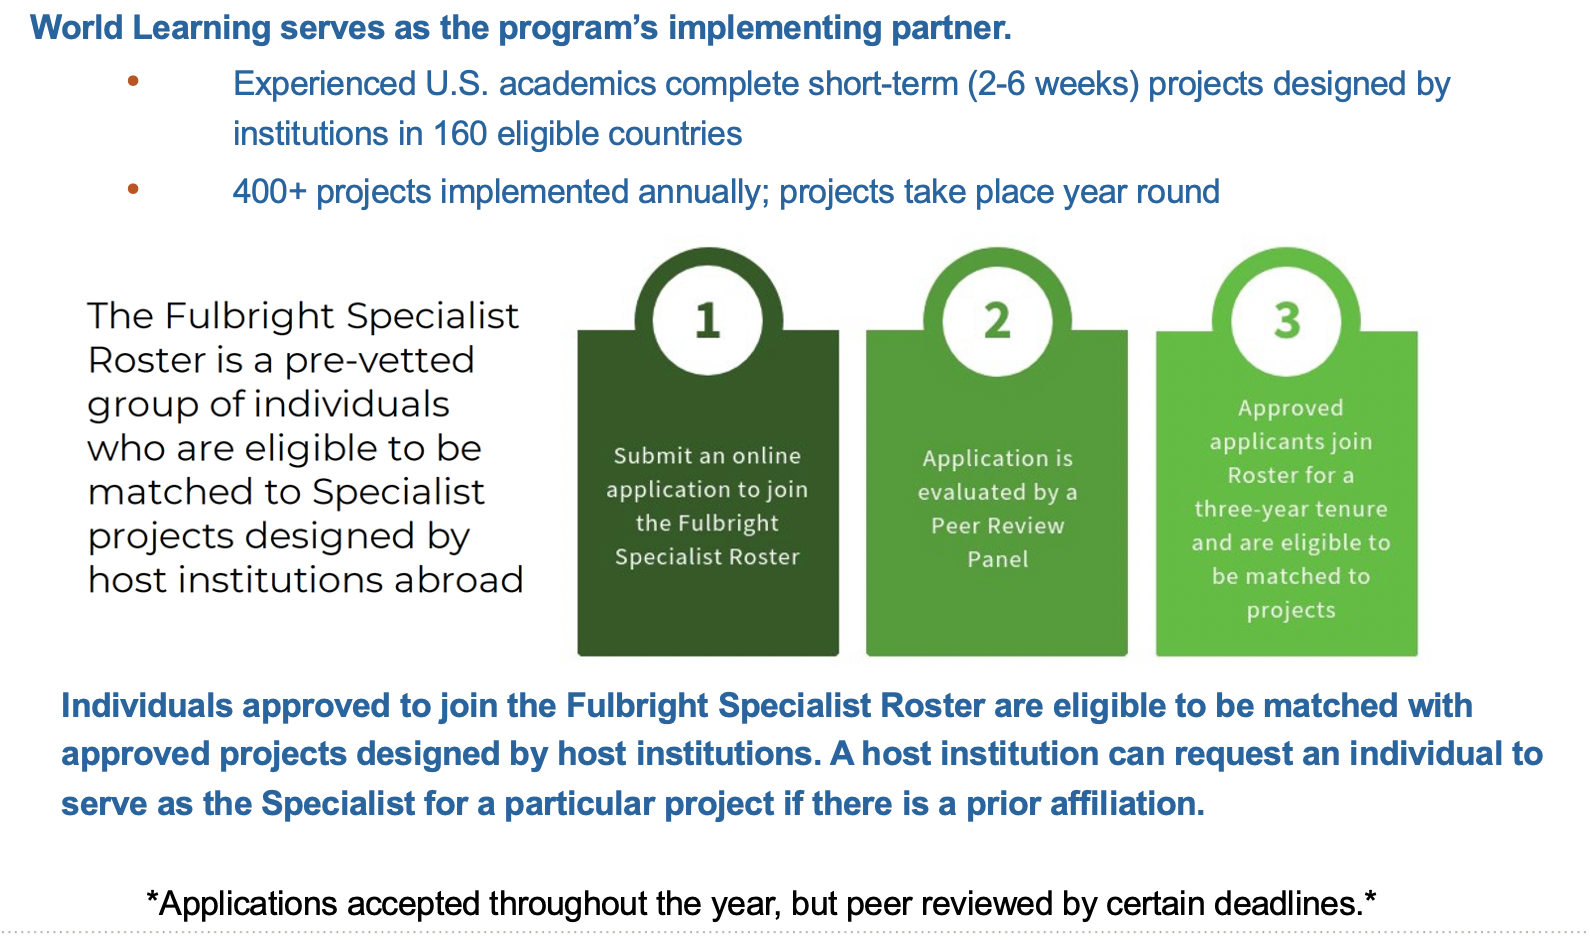 World Learning serves as the program's implementing partner.
• Experienced U.S. academics complete short-term (2-6 weeks) projects designed by
institutions in 160 eligible countries
• 400+ projects implemented annually; projects take place year round
The Fulbright Specialist
Roster is a pre-vetted
group of individuals
who are eligible to be
matched to Specialist
projects designed by
host institutions abroad
1
Submit an online
application to join
the Fulbright
Specialist Roster
2
Application is
evaluated by a
Peer Review
Panel
3
Approved
applicants join
Roster for a
three-year tenure
and are eligible to
be matched to
projects
Individuals approved to join the Fulbright Specialist Roster are eligible to be matched with
approved projects designed by host institutions. A host institution can request an individual to
serve as the Specialist for a particular project if there is a prior affiliation.
*Applications accepted throughout the year, but peer reviewed by certain deadlines.*